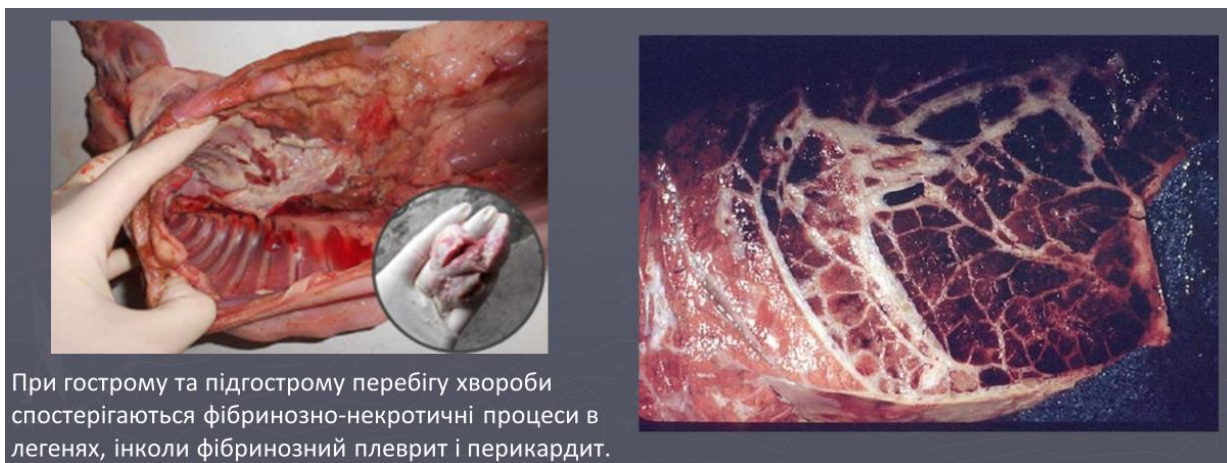 При гострому та підгострому перебігу хвороби
спостерігаються фібринозно-некротичні процеси в
легенях, інколи фібринозний плеврит і перикардит.